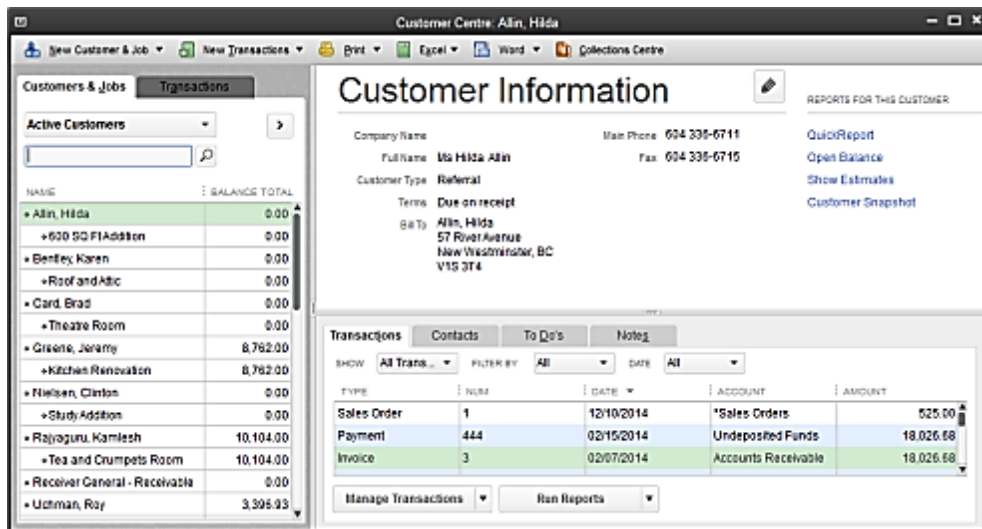 Customer Centre: Allin, Hilda
New Customer & Job New Transactions Print Excel Word Collections Centre
Customers & Jobs Transactions
Active Customers
NAME BALANCE TOTAL
Allin, Hilda 0.00
600 SQ Ft Addition 0.00
Bentley, Karen 0.00
Roof and Attic 0.00
Card, Brad 0.00
Theatre Room 0.00
Greene, Jeremy 8,762.00
Kitchen Renovation 8,762.00
Nielsen, Clinton 0.00
Study Addition 0.00
Rajyaguru, Kamlesh 10,104.00
Tea and Crumpets Room 10,104.00
Receiver General - Receivable 0.00
Uchman, Roy 3,395.93
Customer Information
Company Name
Full Name Ms Hilda Allin
Customer Type Referral
Terms Due on receipt
Bill To Allin, Hilda
57 River Avenue
New Westminster, BC
V1S 3T4
Main Phone 604 336-6711
Fax 604 336-6715
REPORTS FOR THIS CUSTOMER
QuickReport
Open Balance
Show Estimates
Customer Snapshot
Transactions Contacts To Do's Notes
SHOW All Trans... FILTER BY All DATE All
TYPE NUM DATE ACCOUNT AMOUNT
Sales Order 1 12/10/2014 *Sales Orders 525.00
Payment 444 02/15/2014 Undeposited Funds 18,026.68
Invoice 3 02/07/2014 Accounts Receivable 18,026.68
Manage Transactions Run Reports